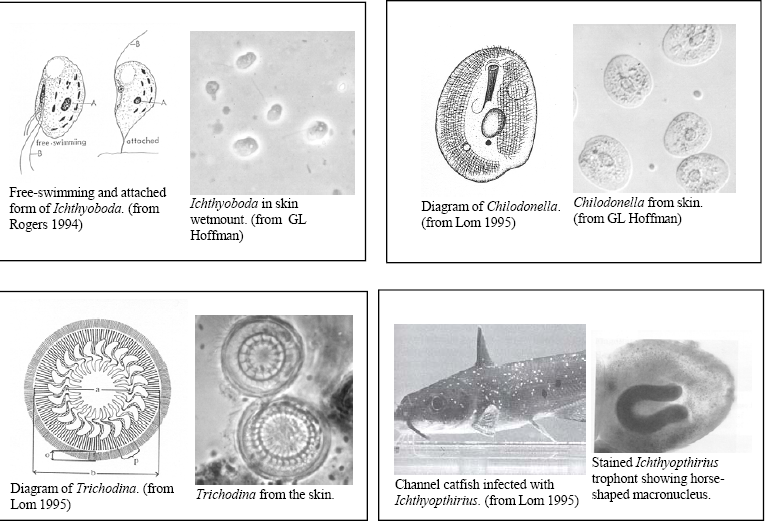 B
A
A
free-swimming
attached
B
Free-swimming and attached
form of Ichthyoboda. (from
Rogers 1994)
Ichthyoboda in skin
wetmount. (from GL
Hoffman)
Diagram of Chilodonella.
(from Lom 1995)
Chilodonella from skin.
(from GL Hoffman)
a
o
p
b
Diagram of Trichodina. (from
Lom 1995)
Trichodina from the skin.
Channel catfish infected with
Ichthyopthirius. (from Lom 1995)
Stained Ichthyopthirius
trophont showing horse-
shaped macronucleus.